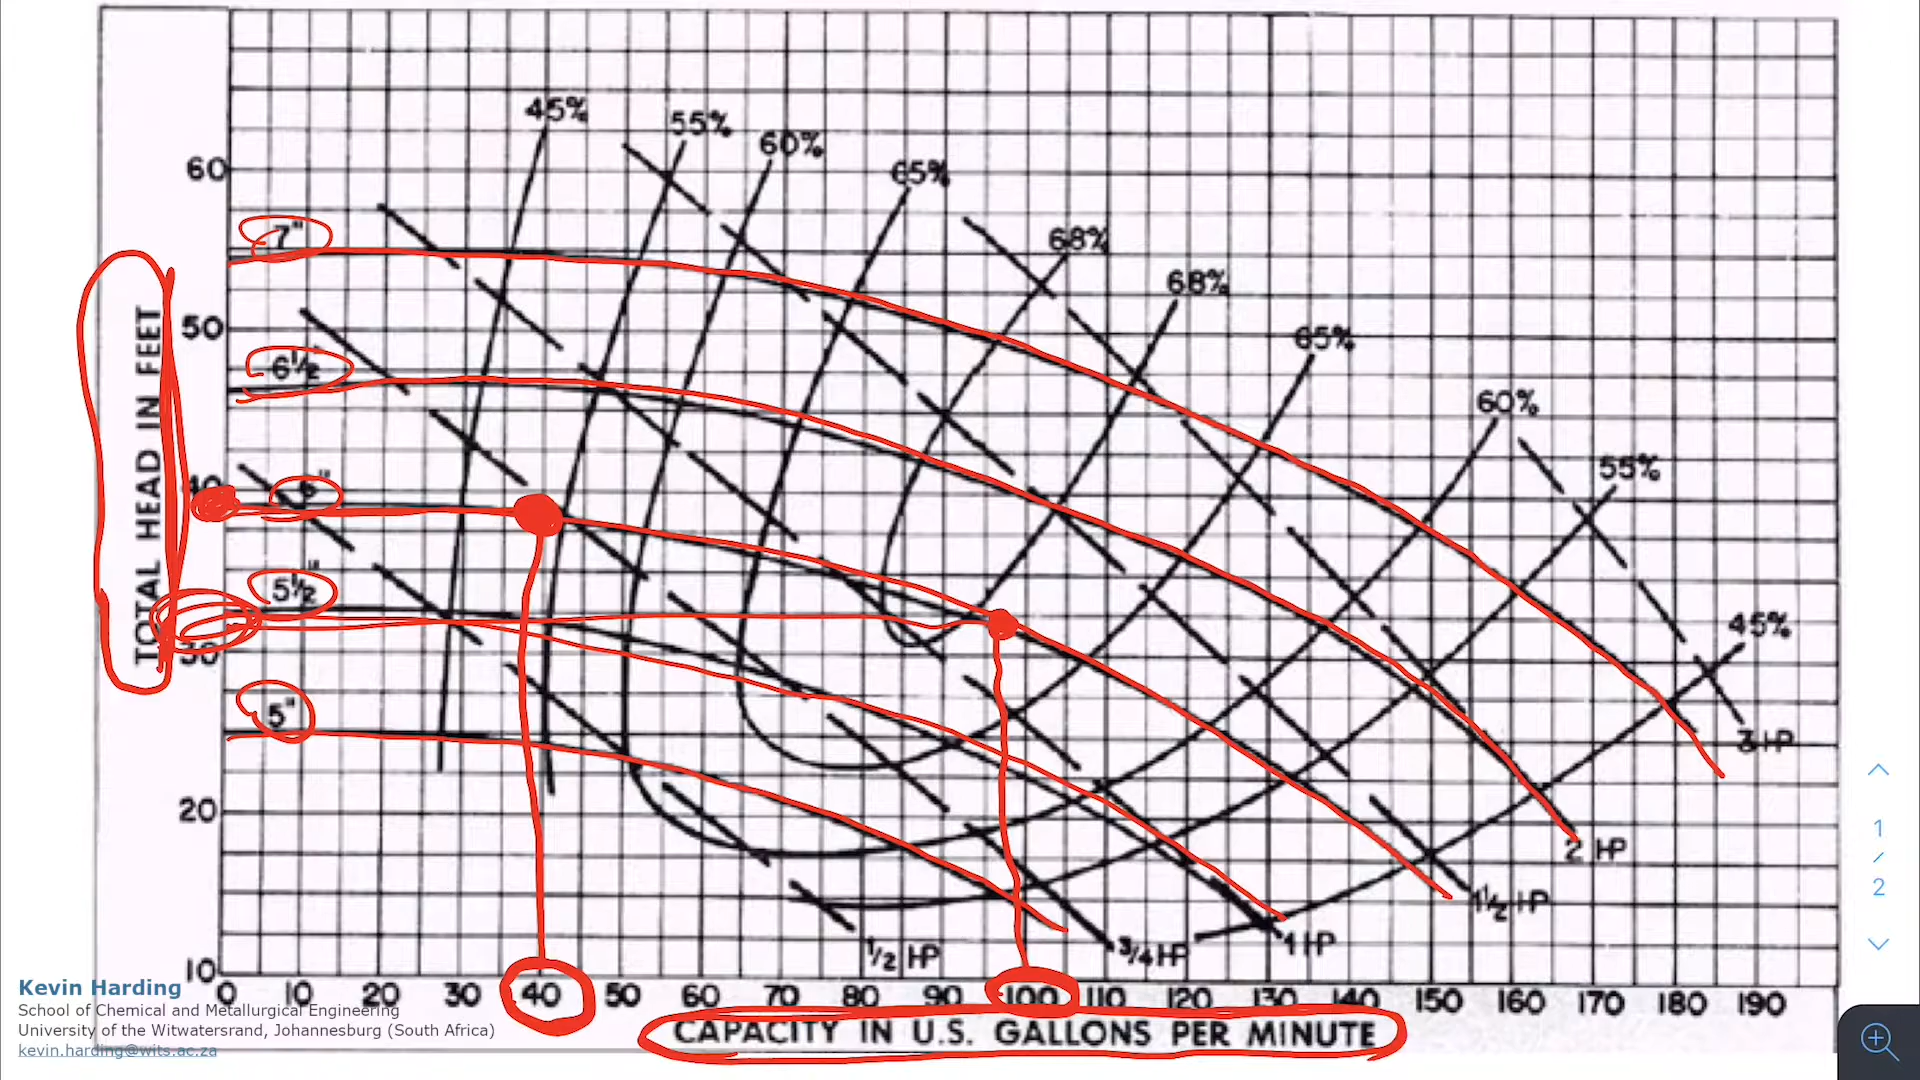 45%
55%
60%
65%
68%
68%
65%
60%
55%
45%
60
50
40
30
20
10
7"
6½"
6"
5½"
5"
TOTAL HEAD IN FEET
3 HP
2 HP
1½ HP
1 HP
¾ HP
½ HP
0 10 20 30 40 50 60 70 80 90 100 110 120 130 140 150 160 170 180 190
CAPACITY IN U.S. GALLONS PER MINUTE
Kevin Harding
School of Chemical and Metallurgical Engineering
University of the Witwatersrand, Johannesburg (South Africa)
kevin.harding@wits.ac.za
1
/
2